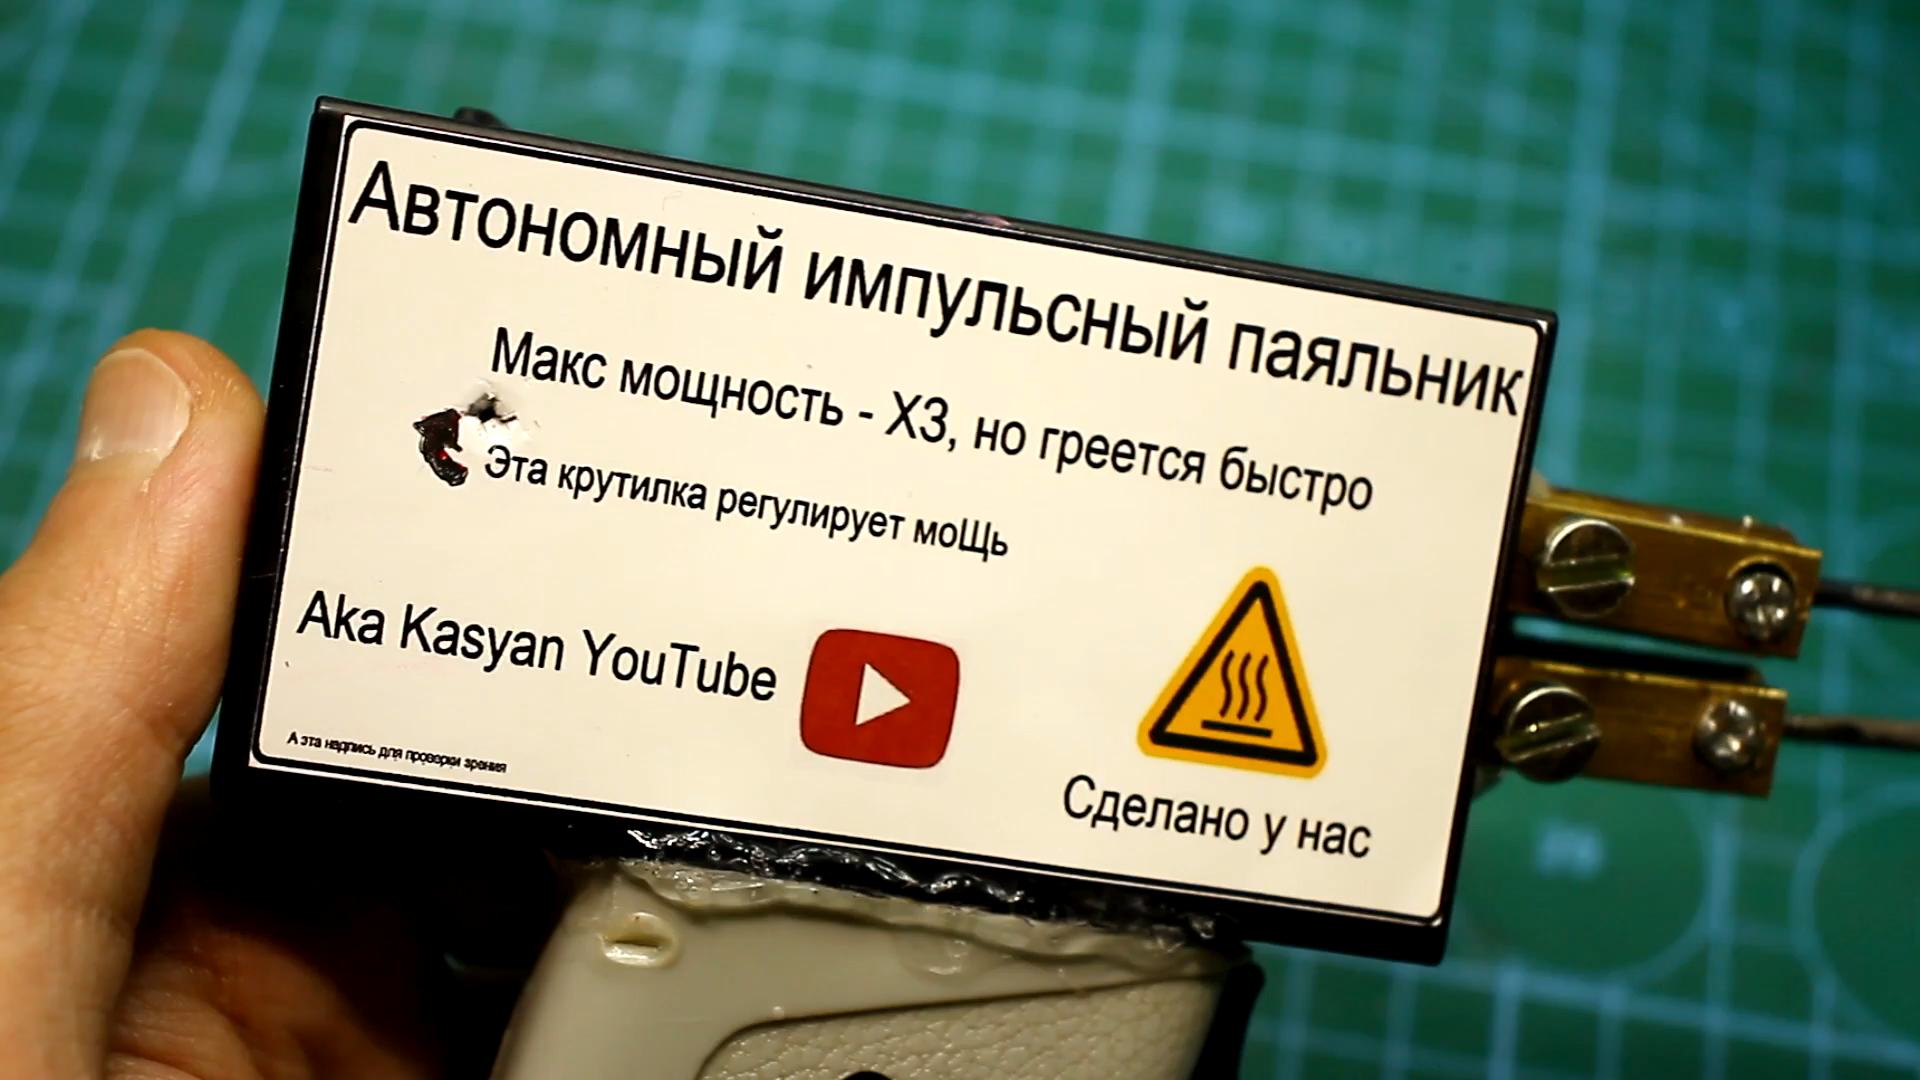 Автономный импульсный паяльник
Макс мощность - ХЗ, но греется быстро
Эта крутилка регулирует моЩь
Aka Kasyan YouTube
А эта надпись для проверки зрения
Сделано у нас